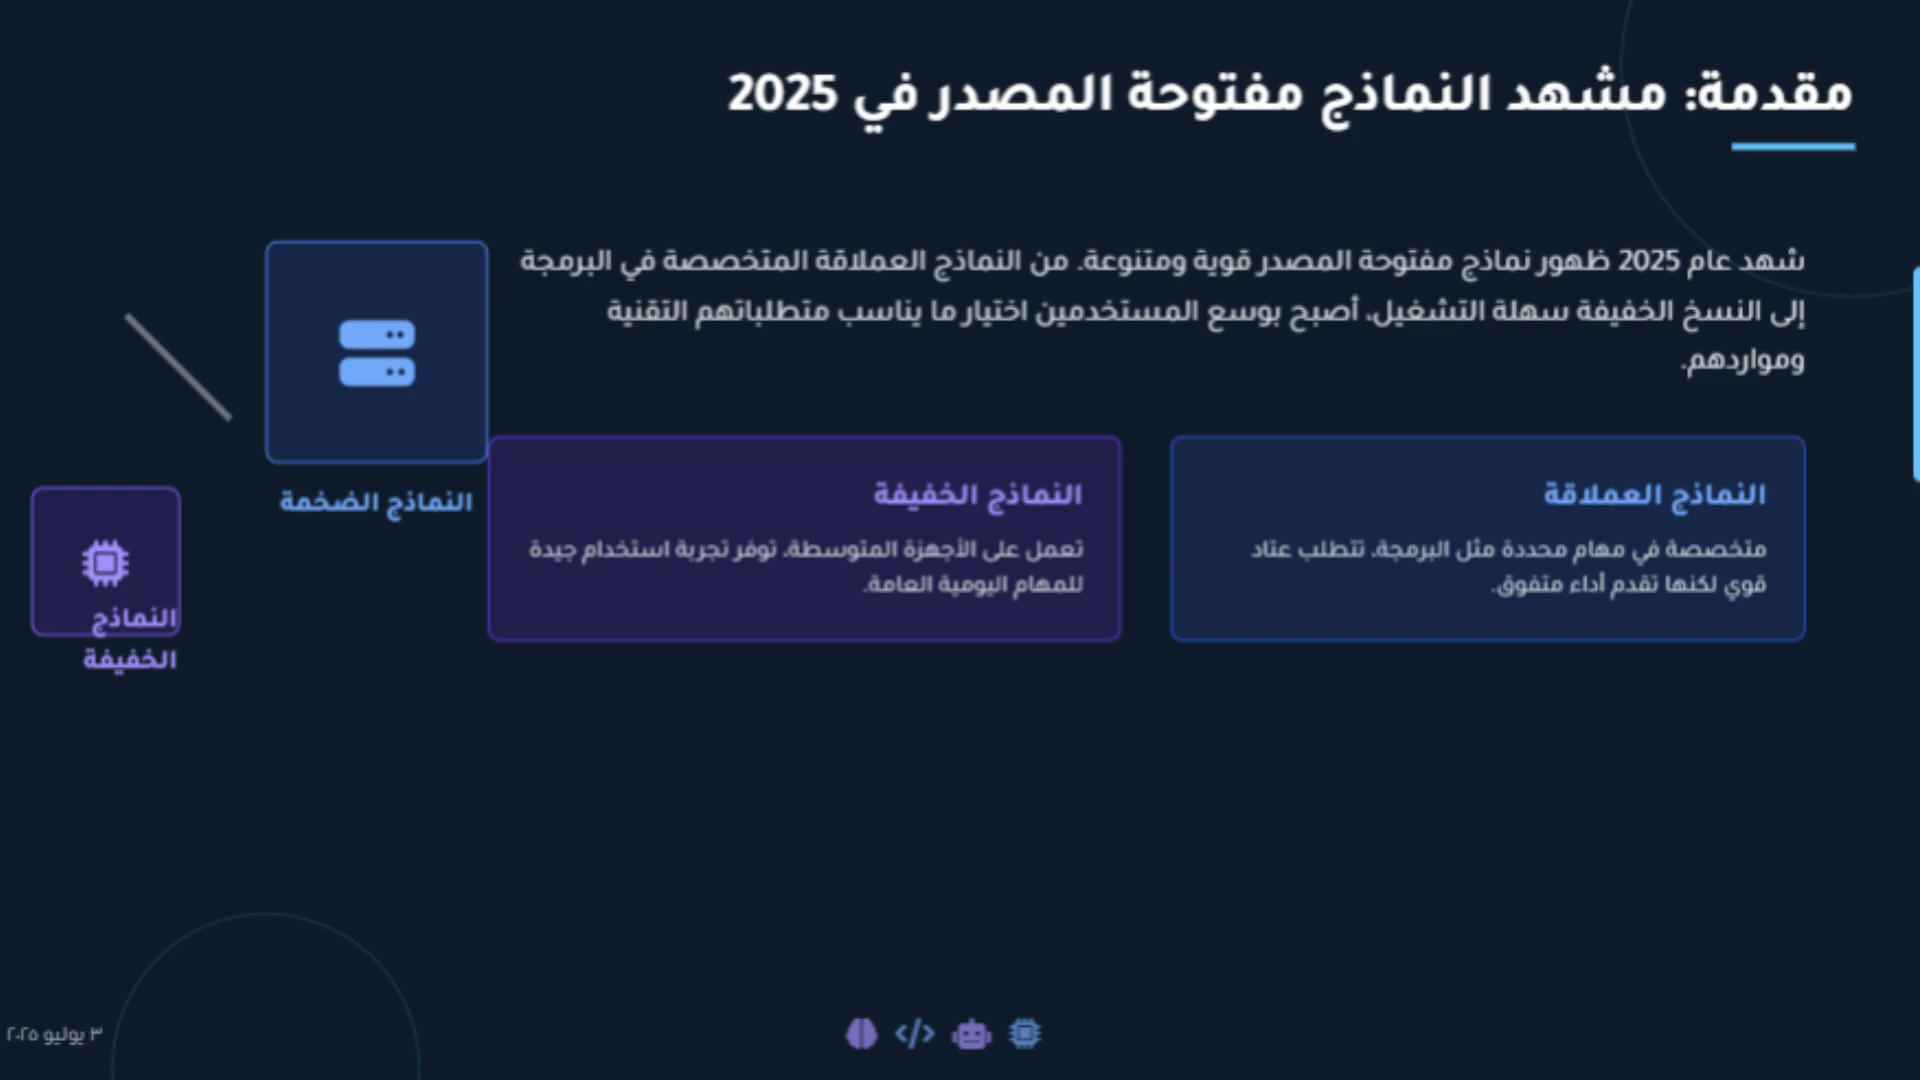 مقدمة: مشهد النماذج مفتوحة المصدر في 2025
شهد عام 2025 ظهور نماذج مفتوحة المصدر قوية ومتنوعة. من النماذج العملاقة المتخصصة في البرمجة
إلى النسخ الخفيفة سهلة التشغيل، أصبح بوسع المستخدمين اختيار ما يناسب متطلباتهم التقنية
ومواردهم.
النماذج العملاقة
متخصصة في مهام محددة مثل البرمجة، تتطلب عتاد
قوي لكنها تقدم أداء متفوق.
النماذج الخفيفة
تعمل على الأجهزة المتوسطة، توفر تجربة استخدام جيدة
للمهام اليومية العامة.
النماذج الضخمة
النماذج
الخفيفة
٣ يوليو ٢٠٢٥